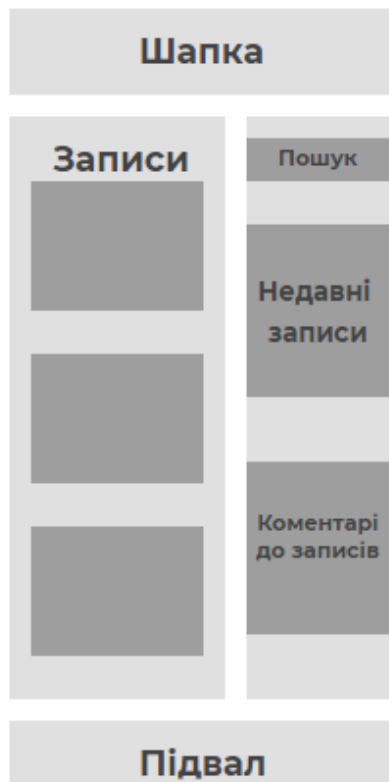 Шапка
Записи
Пошук
Недавні
записи
Коментарі
до записів
Підвал